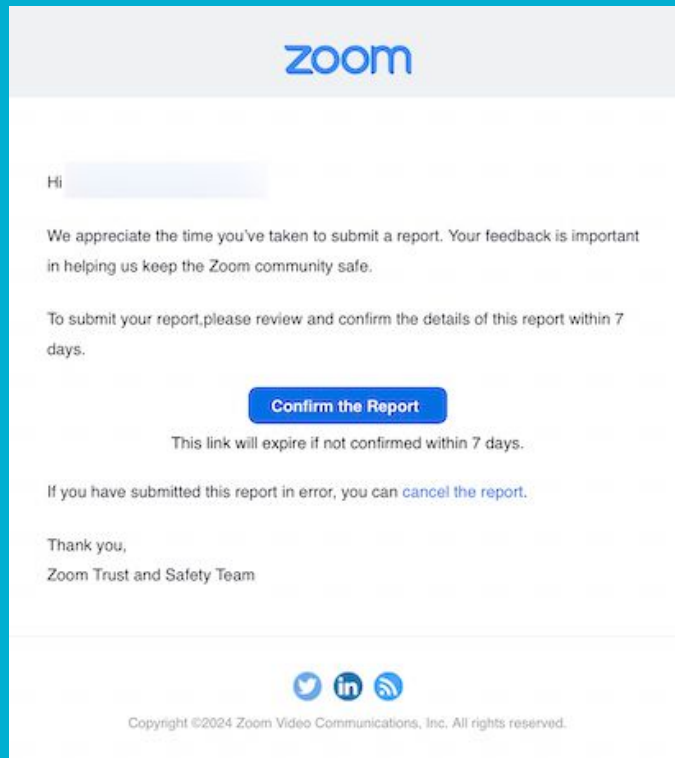 zoom
Hi
We appreciate the time you've taken to submit a report. Your feedback is important
in helping us keep the Zoom community safe.
To submit your report,please review and confirm the details of this report within 7
days.
Confirm the Report
This link will expire if not confirmed within 7 days.
If you have submitted this report in error, you can cancel the report.
Thank you,
Zoom Trust and Safety Team
in
Copyright ©2024 Zoom Video Communications, Inc. All rights reserved.